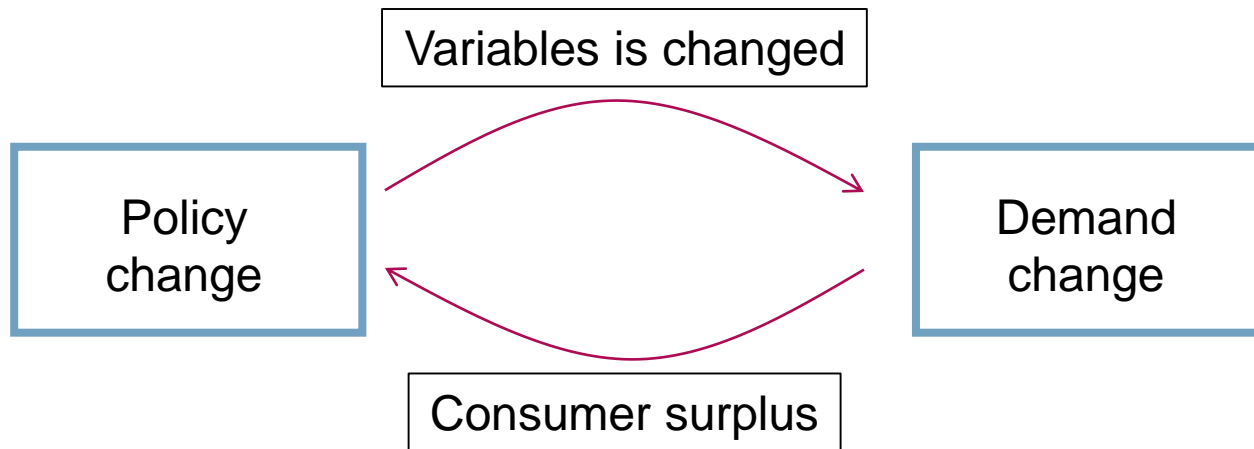 Variables is changed
Policy
change
Demand
change
Consumer surplus